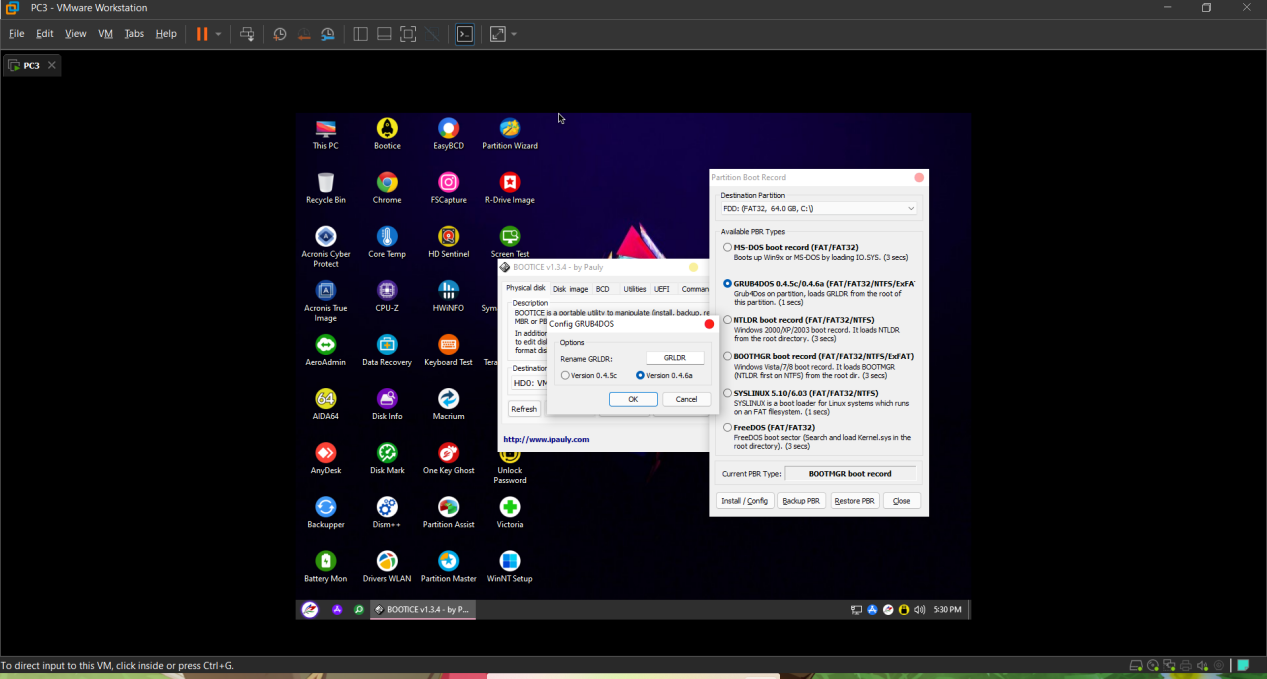 PC3 - VMware Workstation
File Edit View VM Tabs Help
PC3
This PC
Bootice
EasyBCD
Partition Wizard
Recycle Bin
Chrome
FSCapture
R-Drive Image
Acronis Cyber
Protect
Core Temp
HD Sentinel
Screen Test
Acronis True
Image
CPU-Z
HWiNFO
Sym
AeroAdmin
Data Recovery
Keyboard Test
Tera
AIDA64
Disk Info
Macrium
AnyDesk
Disk Mark
One Key Ghost
Unlock
Password
Backupper
Dism++
Partition Assist
Victoria
Battery Mon
Drivers WLAN
Partition Master
WinNT Setup
BOOTICE v1.3.4 - by Pauly
Physical disk Disk image BCD Utilities UEFI Comman
Description
BOOTICE is a portable utility to manipulate (install, backup, re
MBR or PB
In addition
to edit dis
format dis
Destination
HD0: VM
Refresh
http://www.ipauly.com
Config GRUB4DOS
Options
Rename GRLDR: GRLDR
Version 0.4.5c Version 0.4.6a
OK Cancel
Partition Boot Record
Destination Partition
FDD: (FAT32, 64.0 GB, C:\)
Available PBR Types
MS-DOS boot record (FAT/FAT32)
Boots up Win9x or MS-DOS by loading IO.SYS. (3 secs)
GRUB4DOS 0.4.5c/0.4.6a (FAT/FAT32/NTFS/ExFA
Grub4Dos on partition, loads GRLDR from the root of
this partition. (1 secs)
NTLDR boot record (FAT/FAT32/NTFS)
Windows 2000/XP/2003 boot record. It loads NTLDR
from the root directory. (3 secs)
BOOTMGR boot record (FAT/FAT32/NTFS/ExFAT)
Windows Vista/7/8 boot record. It loads BOOTMGR
(NTLDR first on NTFS) from the root dir. (3 secs)
SYSLINUX 5.10/6.03 (FAT/FAT32/NTFS)
SYSLINUX is a boot loader for Linux systems which runs
on an FAT filesystem. (1 secs)
FreeDOS (FAT/FAT32)
FreeDOS boot sector (Search and load Kernel.sys in the
root directory). (3 secs)
Current PBR Type: BOOTMGR boot record
Install / Config Backup PBR Restore PBR Close
BOOTICE v1.3.4 - by P...
5:30 PM
To direct input to this VM, click inside or press Ctrl+G.